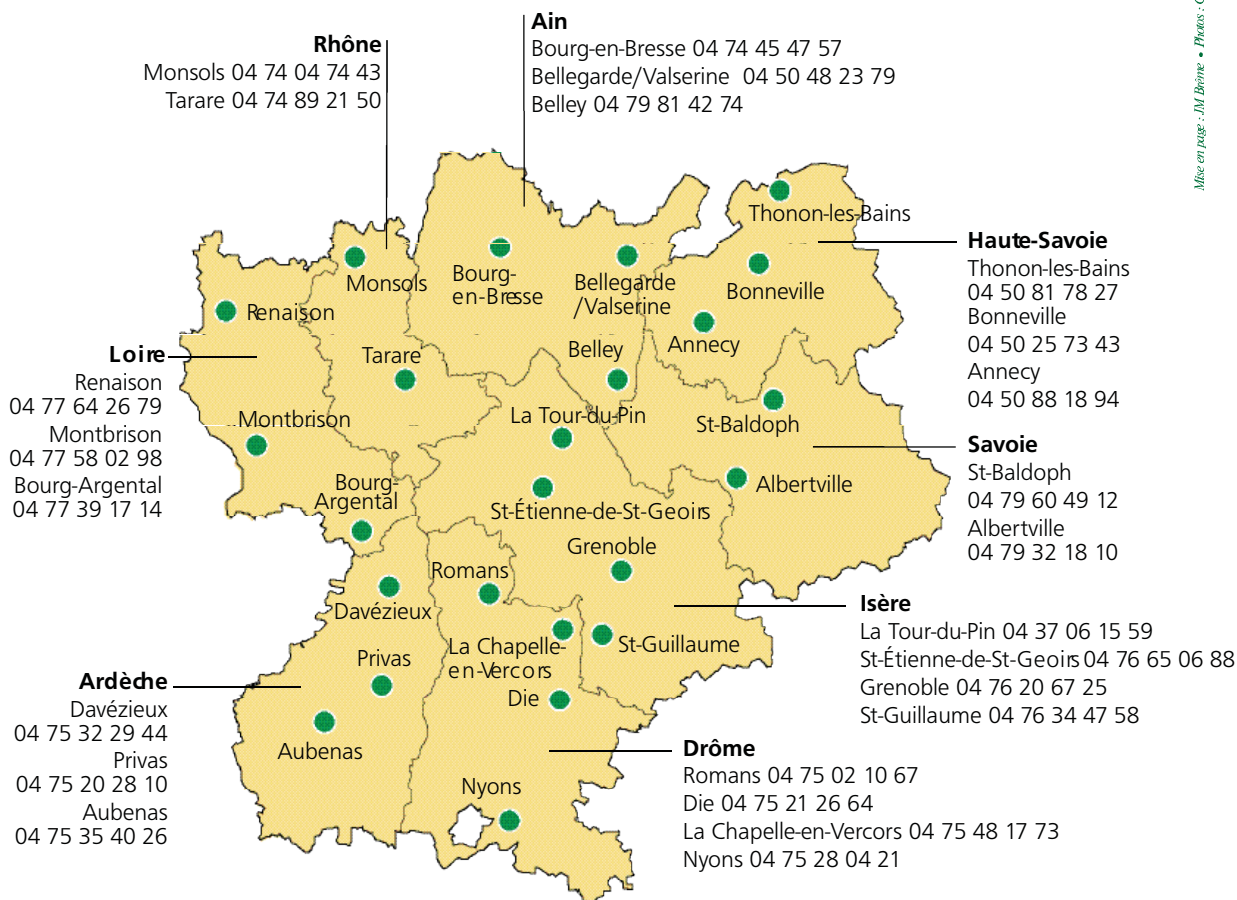 Rhône
Monsols 04 74 04 74 43
Tarare 04 74 89 21 50
Ain
Bourg-en-Bresse 04 74 45 47 57
Bellegarde/Valserine 04 50 48 23 79
Belley 04 79 81 42 74
Mise en page : JM Brême • Photos :
Haute-Savoie
Thonon-les-Bains
04 50 81 78 27
Bonneville
04 50 25 73 43
Annecy
04 50 88 18 94
Savoie
St-Baldoph
04 79 60 49 12
Albertville
04 79 32 18 10
Isère
La Tour-du-Pin 04 37 06 15 59
St-Étienne-de-St-Geoirs 04 76 65 06 88
Grenoble 04 76 20 67 25
St-Guillaume 04 76 34 47 58
Drôme
Romans 04 75 02 10 67
Die 04 75 21 26 64
La Chapelle-en-Vercors 04 75 48 17 73
Nyons 04 75 28 04 21
Loire
Renaison
04 77 64 26 79
Montbrison
04 77 58 02 98
Bourg-Argental
04 77 39 17 14
Ardèche
Davézieux
04 75 32 29 44
Privas
04 75 20 28 10
Aubenas
04 75 35 40 26
Thonon-les-Bains
Monsols
Bourg-
en-Bresse
Bellegarde
/Valserine
Bonneville
Renaison
Tarare
Belley
Annecy
Montbrison
La Tour-du-Pin
St-Baldoph
Bourg-
Argental
St-Étienne-de-St-Geoirs
Albertville
Grenoble
Romans
Davézieux
La Chapelle-
en-Vercors
St-Guillaume
Privas
Die
Aubenas
Nyons